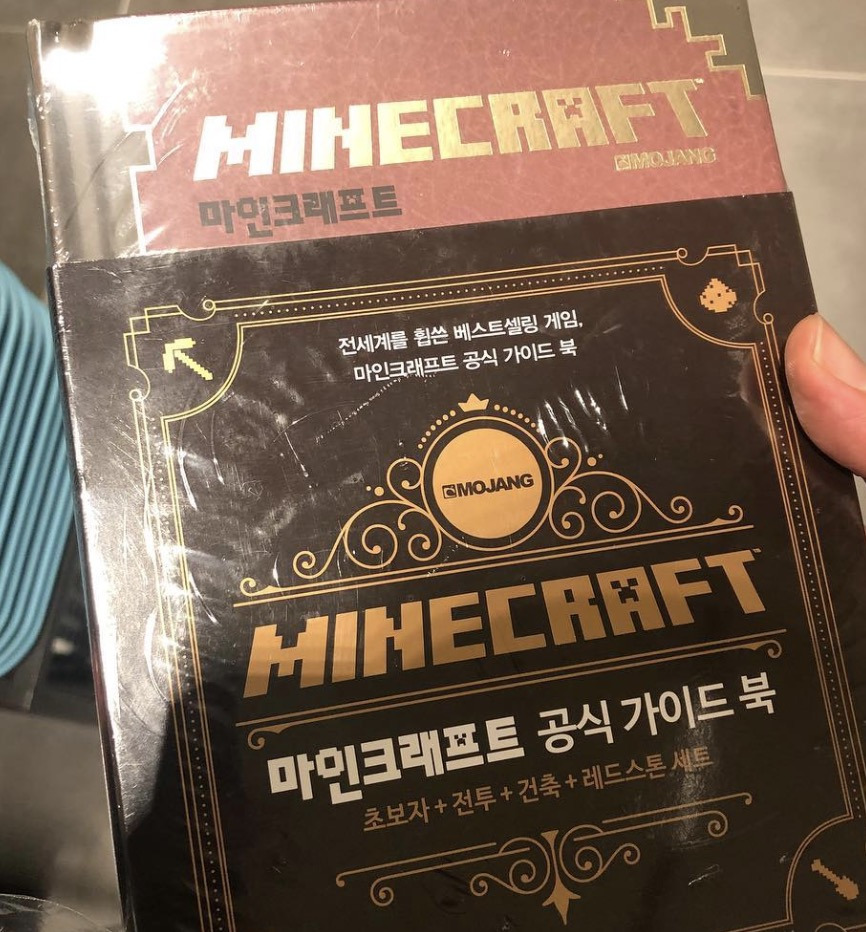 MINECRAFT™
MOJANG
마인크래프트
전세계를 휩쓴 베스트셀링 게임,
마인크래프트 공식 가이드 북
MOJANG
MINECRAFT™
마인크래프트 공식 가이드 북
초보자+전투+건축+레드스톤 세트